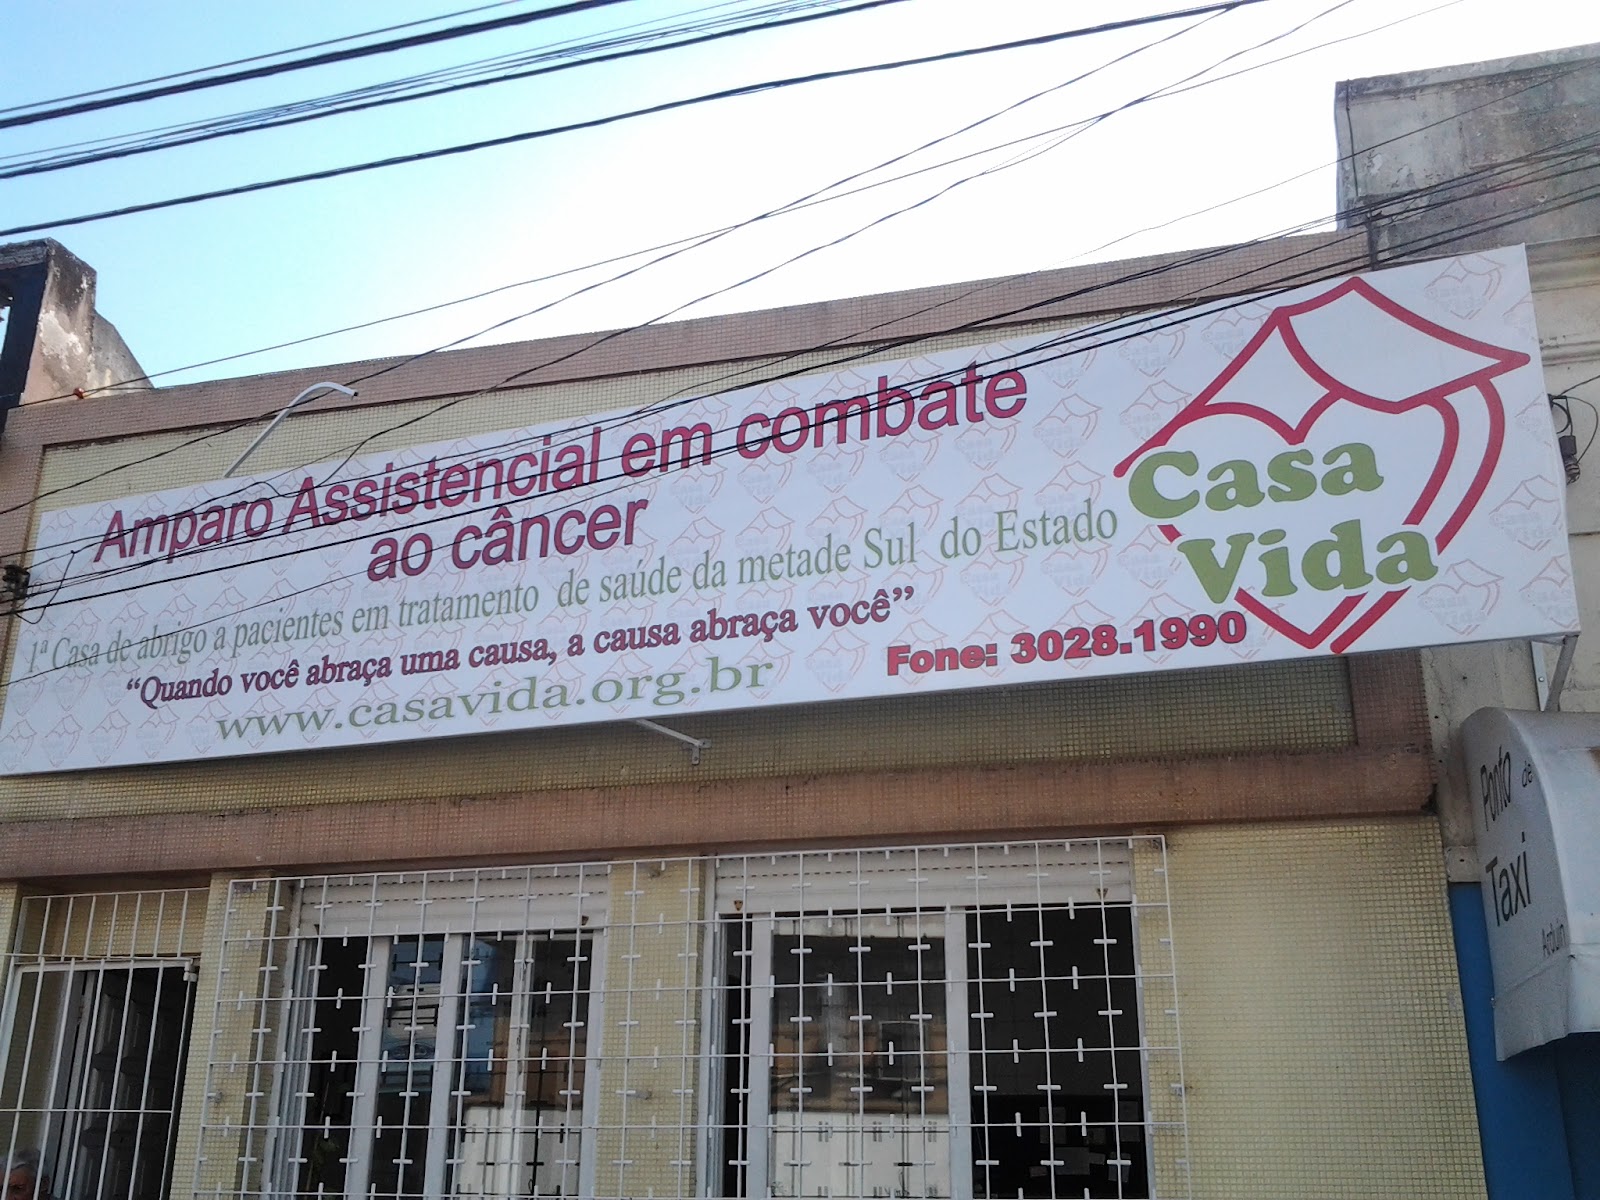 Amparo Assistencial em combate
ao câncer
1ª Casa de abrigo a pacientes em tratamento de saúde da metade Sul do Estado
“Quando você abraça uma causa, a causa abraça você”
www.casavida.org.br
Fone: 3028.1990
Casa
Vida
Ponto de
Taxi